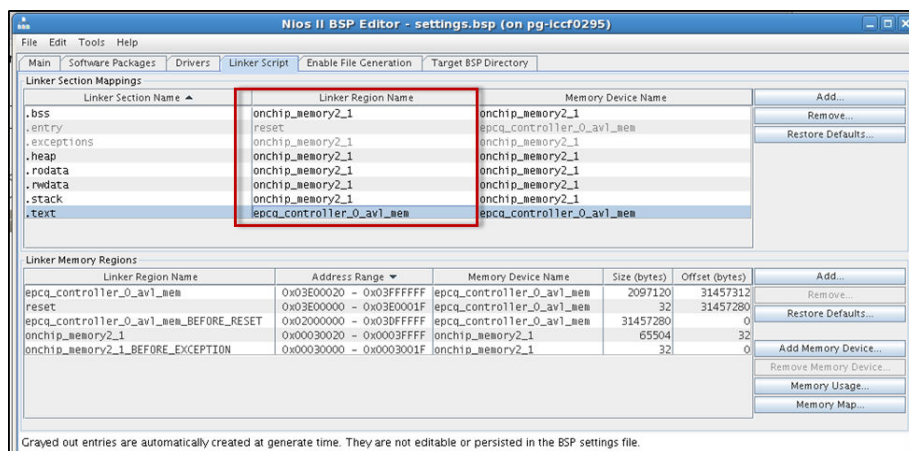 Nios II BSP Editor - settings.bsp (on pg-iccf0295)
File Edit Tools Help
Main Software Packages Drivers Linker Script Enable File Generation Target BSP Directory
Linker Section Mappings
Linker Section Name Linker Region Name Memory Device Name Add...
.bss onchip_memory2_1 onchip_memory2_1 Remove...
.entry reset epcq_controller_0_avl_mem Restore Defaults...
.exceptions onchip_memory2_1 onchip_memory2_1
.heap onchip_memory2_1 onchip_memory2_1
.rodata onchip_memory2_1 onchip_memory2_1
.rwdata onchip_memory2_1 onchip_memory2_1
.stack onchip_memory2_1 onchip_memory2_1
.text epcq_controller_0_avl_mem epcq_controller_0_avl_mem
Linker Memory Regions
Linker Region Name Address Range Memory Device Name Size (bytes) Offset (bytes) Add...
epcq_controller_0_avl_mem 0x03E00020 - 0x03FFFFFF epcq_controller_0_avl_mem 2097120 31457312 Remove...
reset 0x03E00000 - 0x03E0001F epcq_controller_0_avl_mem 32 31457280 Restore Defaults...
epcq_controller_0_avl_mem_BEFORE_RESET 0x02000000 - 0x03DFFFFF epcq_controller_0_avl_mem 31457280 0
onchip_memory2_1 0x00030020 - 0x0003FFFF onchip_memory2_1 65504 32
onchip_memory2_1_BEFORE_EXCEPTION 0x00030000 - 0x0003001F onchip_memory2_1 32 0
Add Memory Device...
Remove Memory Device...
Memory Usage...
Memory Map...
Grayed out entries are automatically created at generate time. They are not editable or persisted in the BSP settings file.